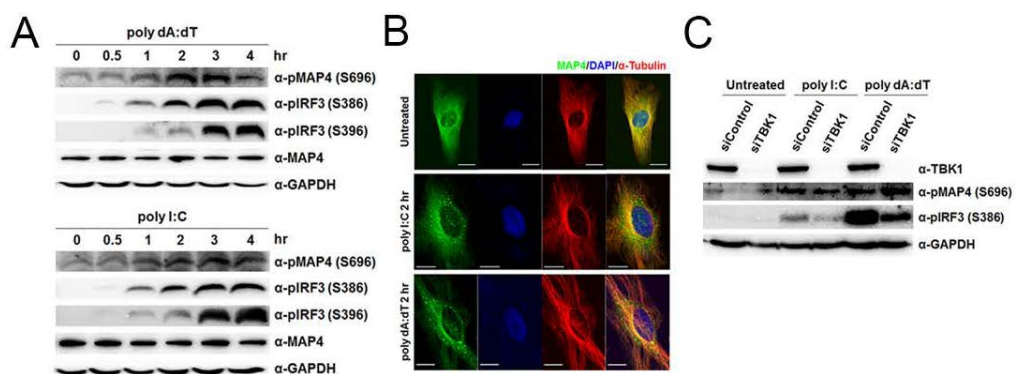 A
poly dA:dT
0 0.5 1 2 3 4 hr
α-pMAP4 (S696)
α-pIRF3 (S386)
α-pIRF3 (S396)
α-MAP4
α-GAPDH
poly I:C
0 0.5 1 2 3 4 hr
α-pMAP4 (S696)
α-pIRF3 (S386)
α-pIRF3 (S396)
α-MAP4
α-GAPDH
B
MAP4/DAPI/α-Tubulin
Untreated
poly I:C 2 hr
poly dA:dT 2 hr
C
Untreated poly I:C poly dA:dT
siControl siTBK1 siControl siTBK1 siControl siTBK1
α-TBK1
α-pMAP4 (S696)
α-pIRF3 (S386)
α-GAPDH